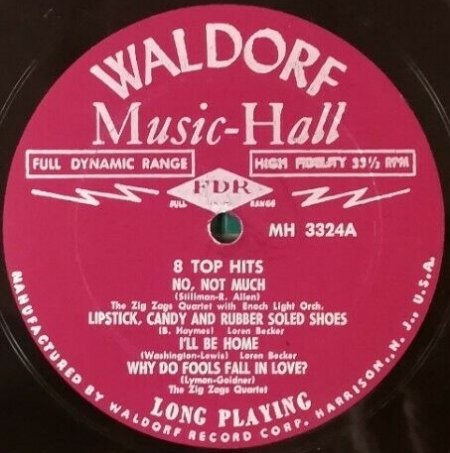 WALDORF
Music-Hall
FULL DYNAMIC RANGE
HIGH FIDELITY 33⅓ RPM
FDR
FULL RANGE
MH 3324A
8 TOP HITS
NO, NOT MUCH
(Stillman-R. Allen)
The Zig Zags Quartet with Enoch Light Orch.
LIPSTICK, CANDY AND RUBBER SOLED SHOES
(B. Haymes) Loren Becker
I'LL BE HOME
(Washington-Lewis) Loren Becker
WHY DO FOOLS FALL IN LOVE?
(Lymon-Goldner)
The Zig Zags Quartet
LONG PLAYING
MANUFACTURED BY WALDORF RECORD CORP. HARRISON, N. J., U.S.A.